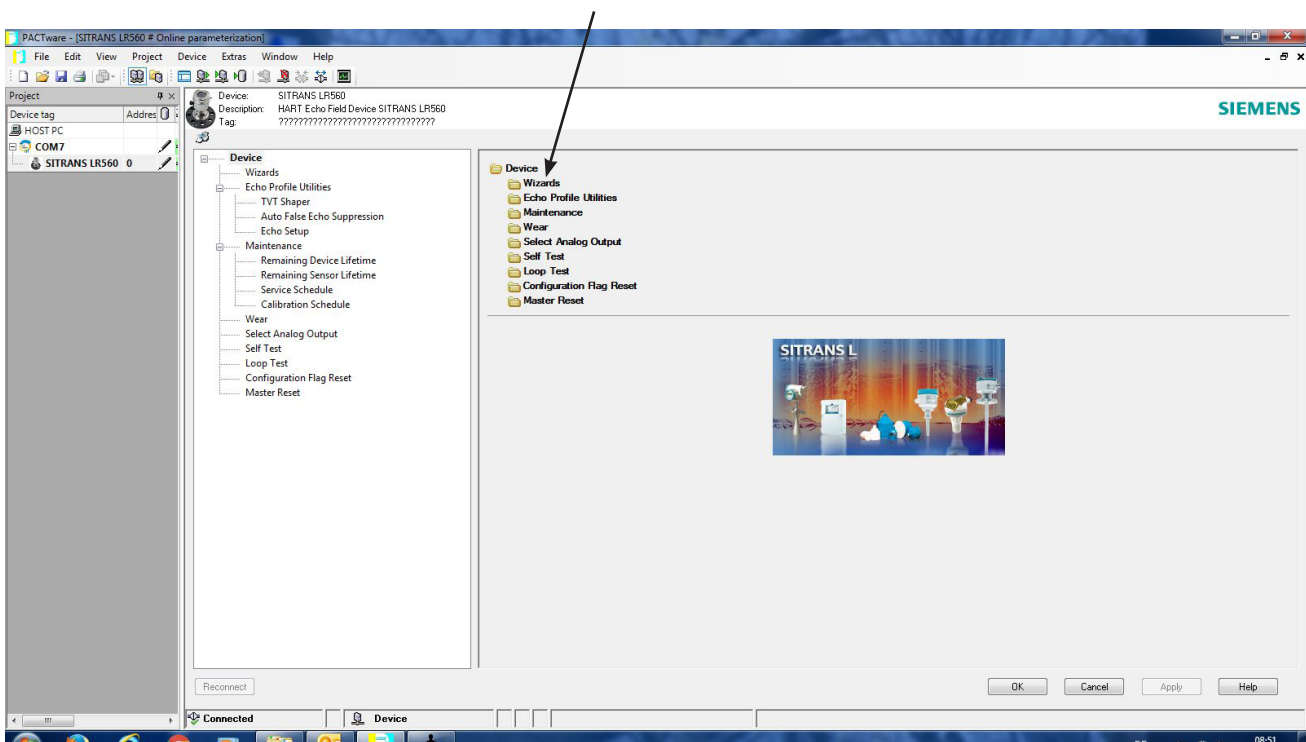 PACTware - [SITRANS LR560 # Online parameterization]
File Edit View Project Device Extras Window Help
Project
Device tag Addres
HOST PC
COM7
SITRANS LR560 0
Device: SITRANS LR560
Description: HART Echo Field Device SITRANS LR560
Tag: ????????????????????????????????
SIEMENS
Device
Wizards
Echo Profile Utilities
TVT Shaper
Auto False Echo Suppression
Echo Setup
Maintenance
Remaining Device Lifetime
Remaining Sensor Lifetime
Service Schedule
Calibration Schedule
Wear
Select Analog Output
Self Test
Loop Test
Configuration Flag Reset
Master Reset
Device
Wizards
Echo Profile Utilities
Maintenance
Wear
Select Analog Output
Self Test
Loop Test
Configuration Flag Reset
Master Reset
SITRANS L
Reconnect
OK Cancel Apply Help
Connected Device
08:51